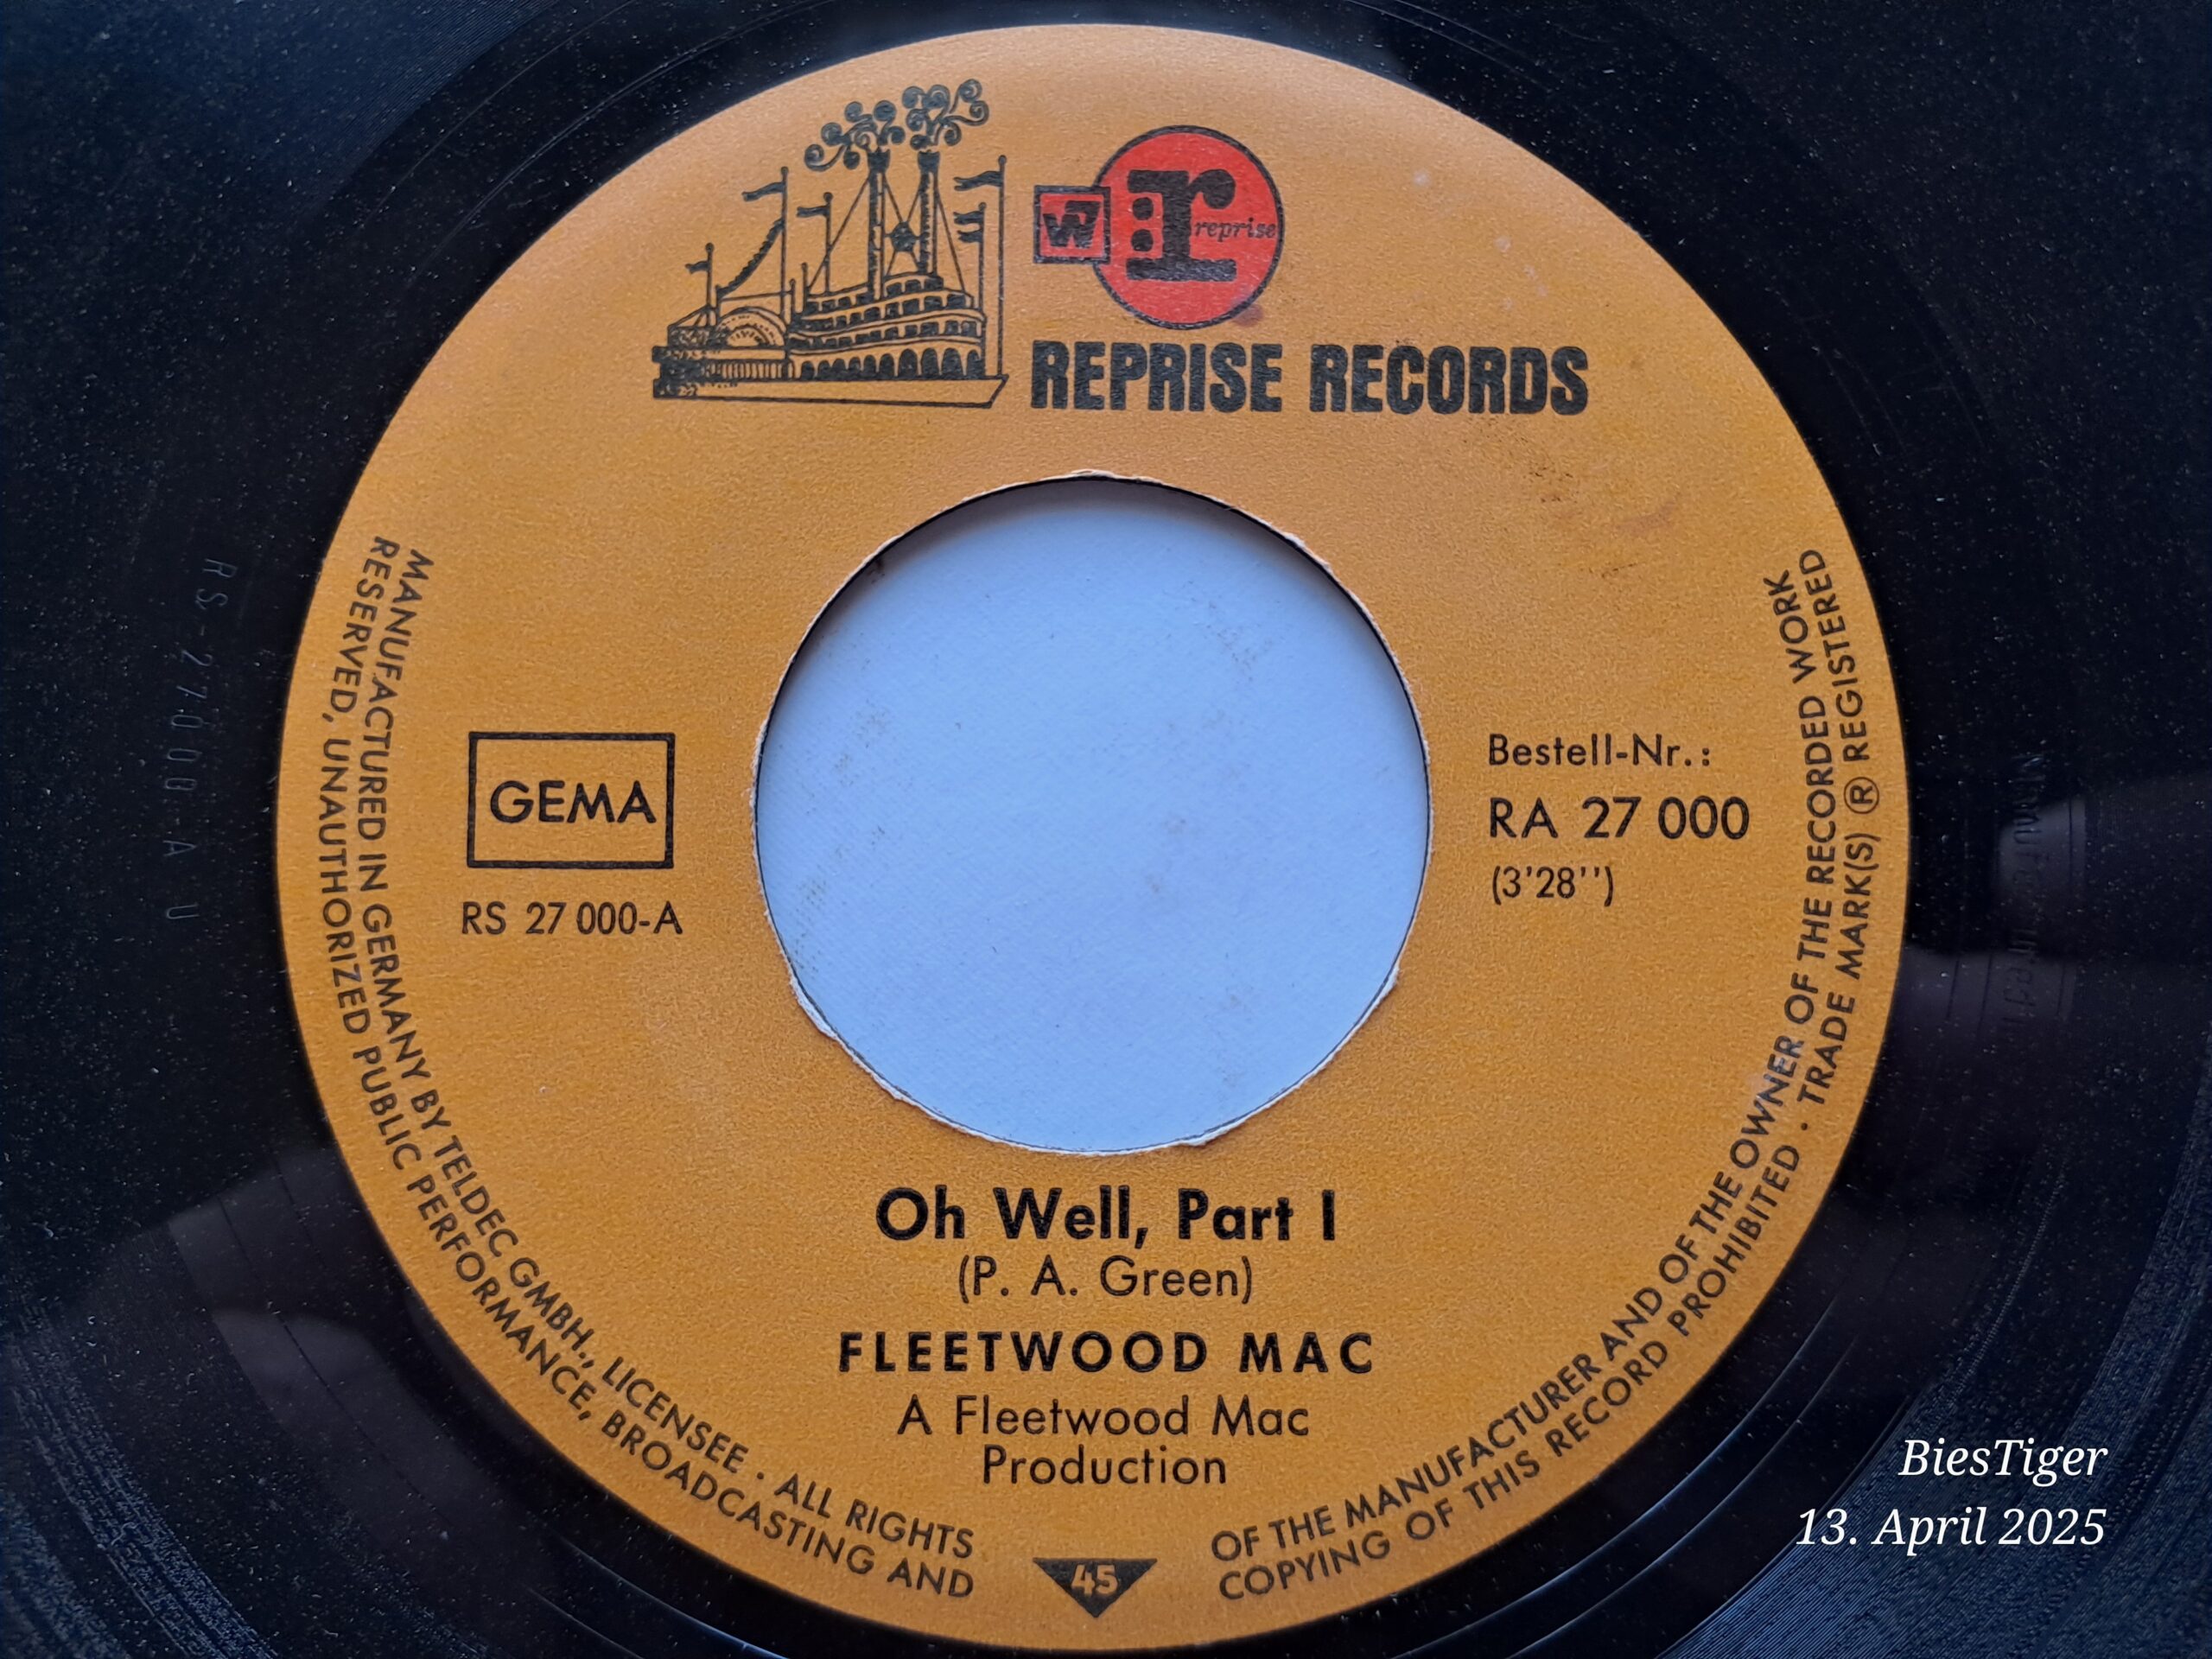 W
r
reprise
REPRISE RECORDS
MANUFACTURED IN GERMANY BY TELDEC GMBH., LICENSEE . ALL RIGHTS
RESERVED, UNAUTHORIZED PUBLIC PERFORMANCE, BROADCASTING AND
OF THE MANUFACTURER AND OF THE OWNER OF THE RECORDED WORK
COPYING OF THIS RECORD PROHIBITED . TRADE MARK(S) ® REGISTERED
RS-27000 A U
GEMA
RS 27 000-A
Bestell-Nr.:
RA 27 000
(3'28'')
Oh Well, Part I
(P. A. Green)
FLEETWOOD MAC
A Fleetwood Mac
Production
45
BiesTiger
13. April 2025